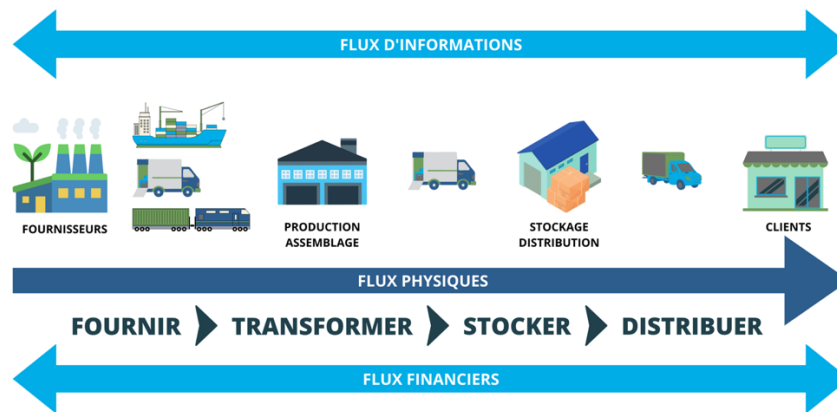 FLUX D'INFORMATIONS
FOURNISSEURS
PRODUCTION
ASSEMBLAGE
STOCKAGE
DISTRIBUTION
CLIENTS
FLUX PHYSIQUES
FOURNIR TRANSFORMER STOCKER DISTRIBUER
FLUX FINANCIERS